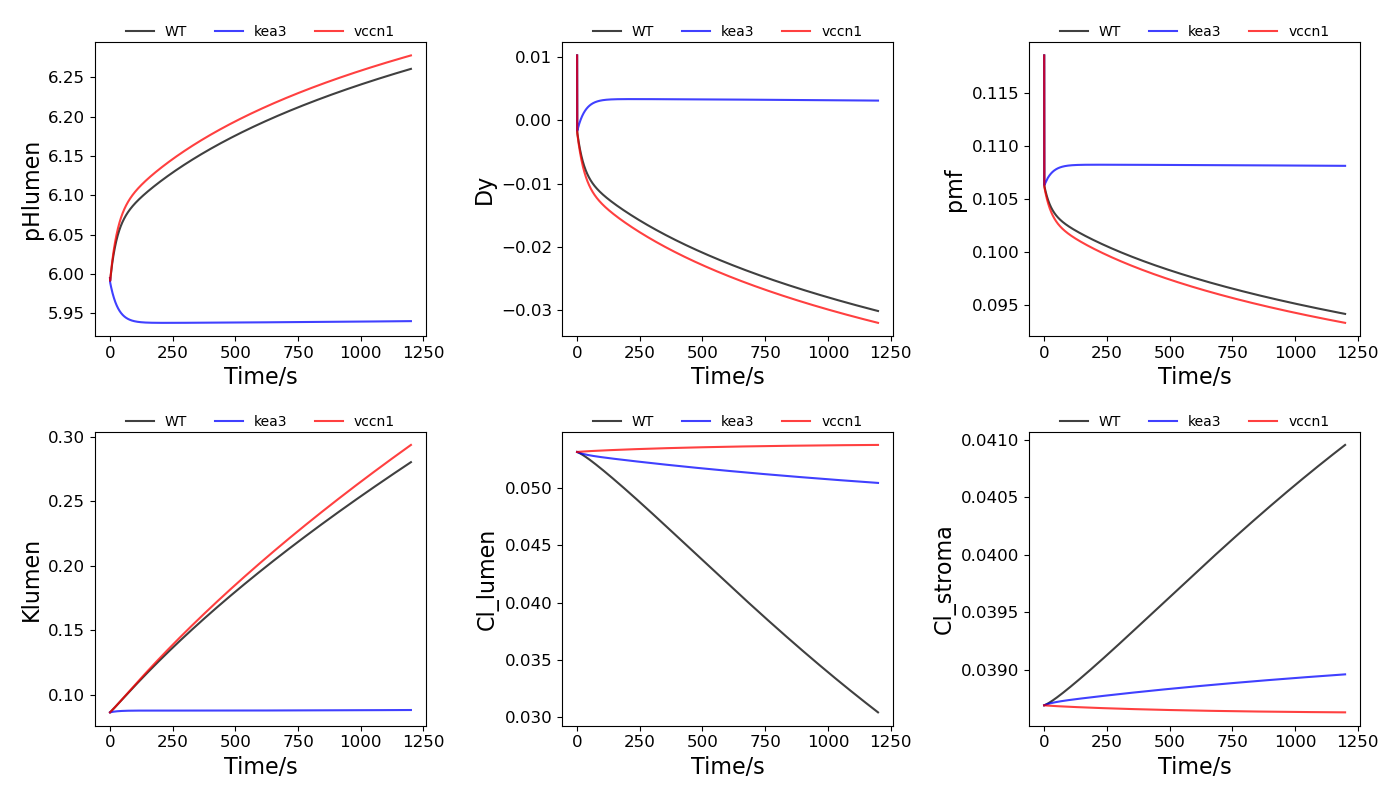 WT kea3 vccn1
pHlumen
6.25
6.20
6.15
6.10
6.05
6.00
5.95
0 250 500 750 1000 1250
Time/s
WT kea3 vccn1
Dy
0.01
0.00
−0.01
−0.02
−0.03
0 250 500 750 1000 1250
Time/s
WT kea3 vccn1
pmf
0.115
0.110
0.105
0.100
0.095
0 250 500 750 1000 1250
Time/s
WT kea3 vccn1
Klumen
0.30
0.25
0.20
0.15
0.10
0 250 500 750 1000 1250
Time/s
WT kea3 vccn1
Cl_lumen
0.050
0.045
0.040
0.035
0.030
0 250 500 750 1000 1250
Time/s
WT kea3 vccn1
Cl_stroma
0.0410
0.0405
0.0400
0.0395
0.0390
0 250 500 750 1000 1250
Time/s